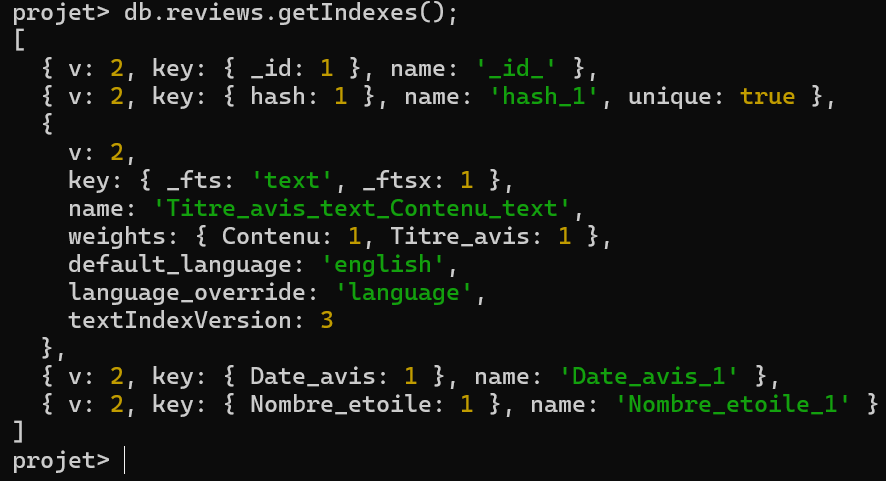 projet> db.reviews.getIndexes();
[
  { v: 2, key: { _id: 1 }, name: '_id_' },
  { v: 2, key: { hash: 1 }, name: 'hash_1', unique: true },
  {
    v: 2,
    key: { _fts: 'text', _ftsx: 1 },
    name: 'Titre_avis_text_Contenu_text',
    weights: { Contenu: 1, Titre_avis: 1 },
    default_language: 'english',
    language_override: 'language',
    textIndexVersion: 3
  },
  { v: 2, key: { Date_avis: 1 }, name: 'Date_avis_1' },
  { v: 2, key: { Nombre_etoile: 1 }, name: 'Nombre_etoile_1' }
]
projet>